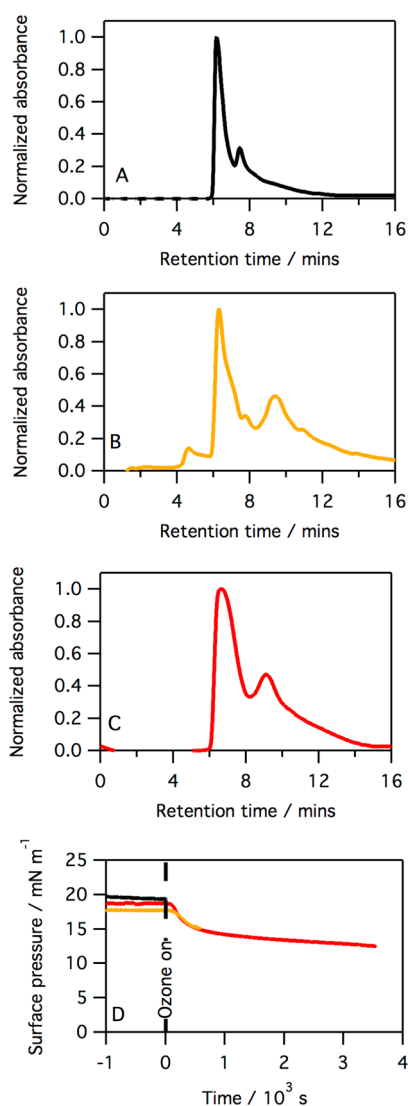 Normalized absorbance
1.0
0.8
0.6
0.4
0.2
0.0
A
0 4 8 12 16
Retention time / mins
Normalized absorbance
1.0
0.8
0.6
0.4
0.2
0.0
B
0 4 8 12 16
Retention time / mins
Normalized absorbance
1.0
0.8
0.6
0.4
0.2
0.0
C
0 4 8 12 16
Retention time / mins
Surface pressure / mN m⁻¹
25
20
15
10
5
0
D
Ozone on
-1 0 1 2 3 4
Time / 10³ s